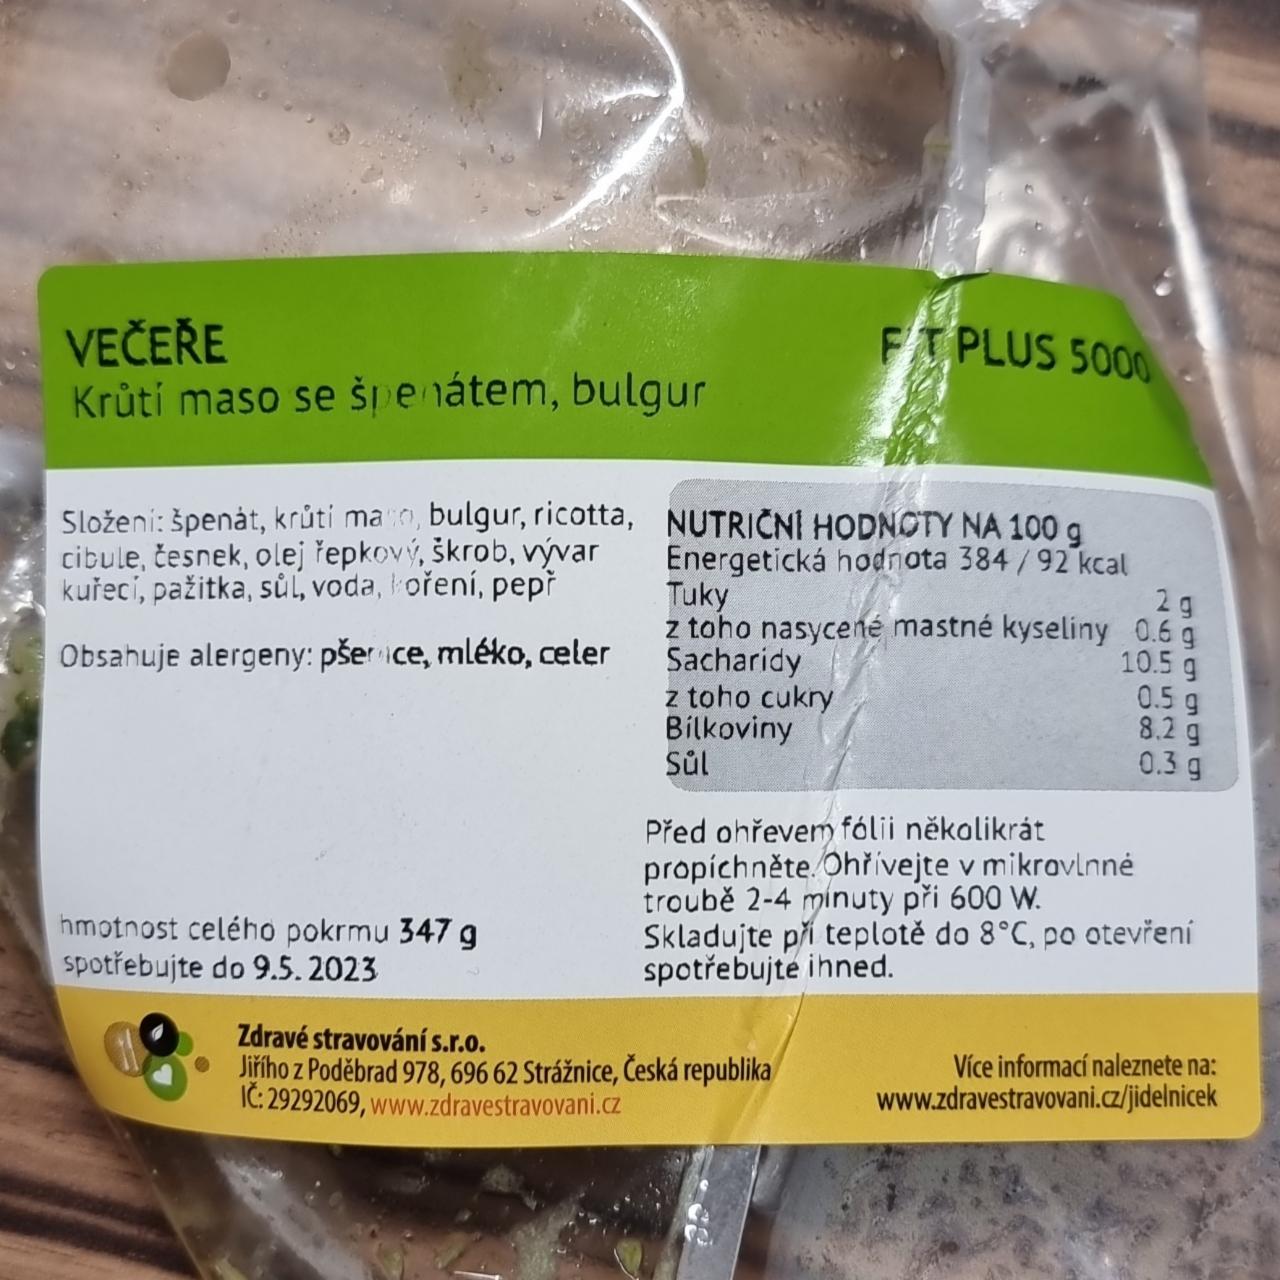 VEČEŘE
FIT PLUS 5000
Krůtí maso se špenátem, bulgur
Složení: špenát, krůtí maso, bulgur, ricotta,
cibule, česnek, olej řepkový, škrob, vývar
kuřecí, pažitka, sůl, voda, koření, pepř
Obsahuje alergeny: pšenice, mléko, celer
hmotnost celého pokrmu 347 g
spotřebujte do 9.5. 2023
NUTRIČNÍ HODNOTY NA 100 g
Energetická hodnota 384 / 92 kcal
Tuky 2 g
z toho nasycené mastné kyseliny 0.6 g
Sacharidy 10.5 g
z toho cukry 0.5 g
Bílkoviny 8.2 g
Sůl 0.3 g
Před ohřevem fólii několikrát
propíchněte. Ohřívejte v mikrovlnné
troubě 2-4 minuty při 600 W.
Skladujte při teplotě do 8°C, po otevření
spotřebujte ihned.
Zdravé stravování s.r.o.
Jiřího z Poděbrad 978, 696 62 Strážnice, Česká republika
IČ: 29292069, www.zdravestravovani.cz
Více informací naleznete na:
www.zdravestravovani.cz/jidelnicek